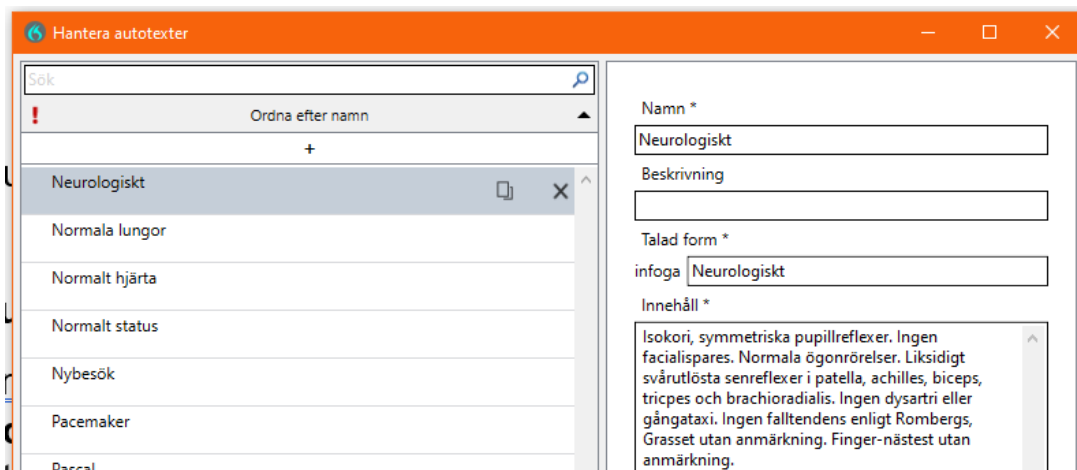 Hantera autotexter
Sök
Ordna efter namn
+
Neurologiskt
Normala lungor
Normalt hjärta
Normalt status
Nybesök
Pacemaker
Pascal
Namn *
Neurologiskt
Beskrivning
Talad form *
infoga Neurologiskt
Innehåll *
Isokori, symmetriska pupillreflexer. Ingen
facialispares. Normala ögonrörelser. Liksidigt
svårutlösta senreflexer i patella, achilles, biceps,
tricpes och brachioradialis. Ingen dysartri eller
gångataxi. Ingen falltendens enligt Rombergs,
Grasset utan anmärkning. Finger-nästest utan
anmärkning.